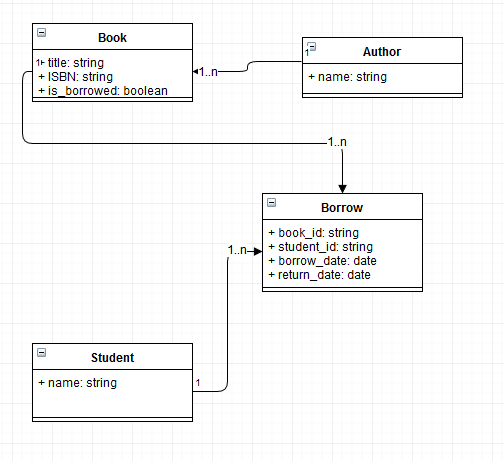 Book
1+ title: string
+ ISBN: string
+ is_borrowed: boolean
1..n
1
Author
+ name: string
1..n
Borrow
+ book_id: string
+ student_id: string
+ borrow_date: date
+ return_date: date
1..n
Student
+ name: string
1